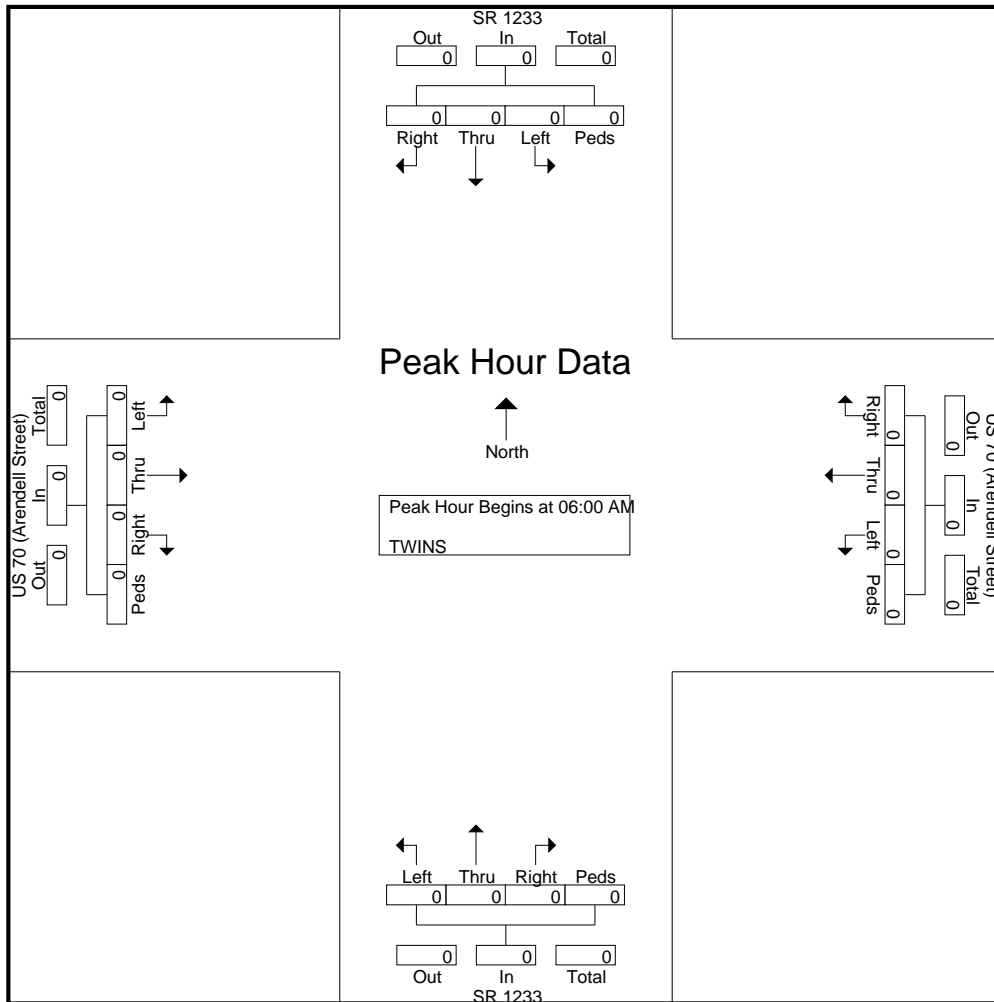 SR 1233
Out In Total
0 0 0
0 0 0 0
Right Thru Left Peds
Peak Hour Data
North
Peak Hour Begins at 06:00 AM
TWINS
US 70 (Arendell Street)
Out In Total
0 0 0
0 0 0 0
Left Thru Right Peds
US 70 (Arendell Street)
Out In Total
0 0 0
0 0 0 0
Right Thru Left Peds
Left Thru Right Peds
0 0 0 0
0 0 0
Out In Total
SR 1233